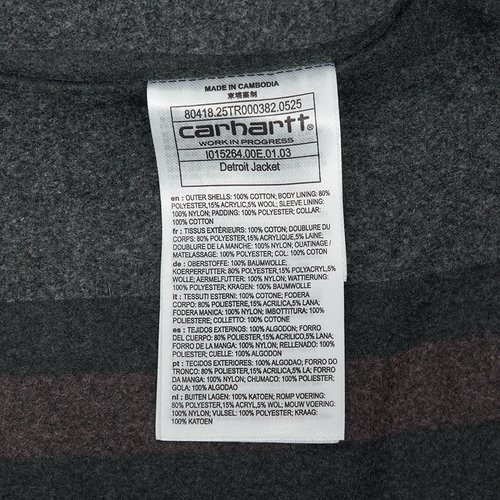 MADE IN CAMBODIA
柬埔寨制
80418.25TR000382.0525
carhartt
WORK IN PROGRESS
I015264.00E.01.03
Detroit Jacket
en : OUTER SHELLS: 100% COTTON; BODY LINING: 80%
POLYESTER,15% ACRYLIC,5% WOOL; SLEEVE LINING:
100% NYLON; PADDING: 100% POLYESTER; COLLAR:
100% COTTON
fr : TISSUS EXTÉRIEURS: 100% COTON; DOUBLURE DU
CORPS: 80% POLYESTER,15% ACRYLIQUE,5% LAINE;
DOUBLURE DE LA MANCHE: 100% NYLON; OUATINAGE /
MATELASSAGE: 100% POLYESTER; COL: 100% COTON
de : OBERSTOFFE: 100% BAUMWOLLE;
KOERPERFUTTER: 80% POLYESTER,15% POLYACRYL,5%
WOLLE; AERMELFUTTER: 100% NYLON; WATTIERUNG:
100% POLYESTER; KRAGEN: 100% BAUMWOLLE
it : TESSUTI ESTERNI: 100% COTONE; FODERA
CORPO: 80% POLIESTERE,15% ACRILICA,5% LANA;
FODERA MANICA: 100% NYLON; IMBOTTITURA: 100%
POLIESTERE; COLLETTO: 100% COTONE
es : TEJIDOS EXTERNOS: 100% ALGODÓN; FORRO
DEL CUERPO: 80% POLIESTER,15% ACRILICO,5% LANA;
FORRO DE LA MANGA: 100% NYLON; RELLENADO: 100%
POLIESTER; CUELLE: 100% ALGODÓN
pt : TECIDOS EXTERIORES: 100% ALGODAO; FORRO DO
TRONCO: 80% POLIESTER,15% ACRILICO,5% LA; FORRO
DA MANGA: 100% NYLON; CHUMACO: 100% POLIESTER;
GOLA: 100% ALGODAO
nl : BUITEN LAGEN: 100% KATOEN; ROMP VOERING:
80% POLYESTER,15% ACRYL,5% WOL; MOUW VOERING:
100% NYLON; VULSEL: 100% POLYESTER; KRAAG:
100% KATOEN